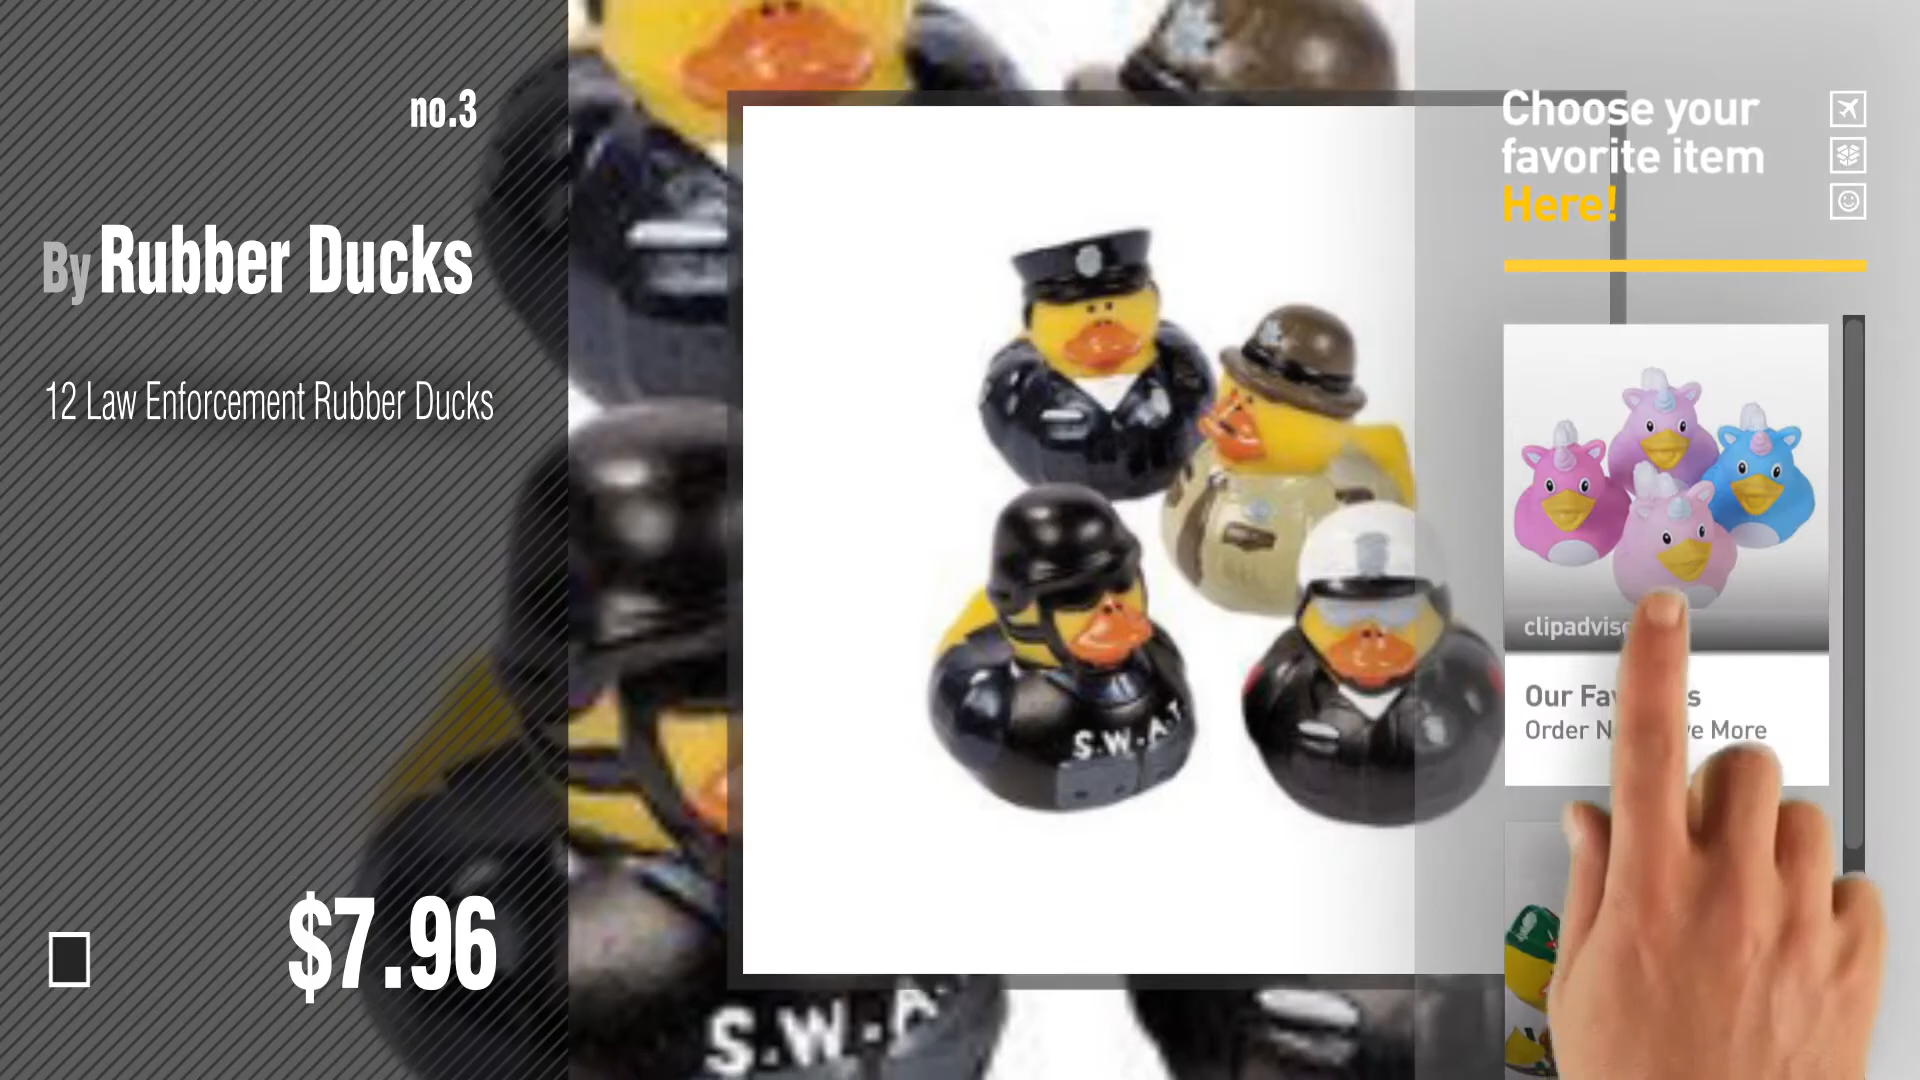 no.3
By Rubber Ducks
12 Law Enforcement Rubber Ducks
$7.96
S.W.A.T
S.W.A.
Choose your
favorite item
Here!
Our
Order More